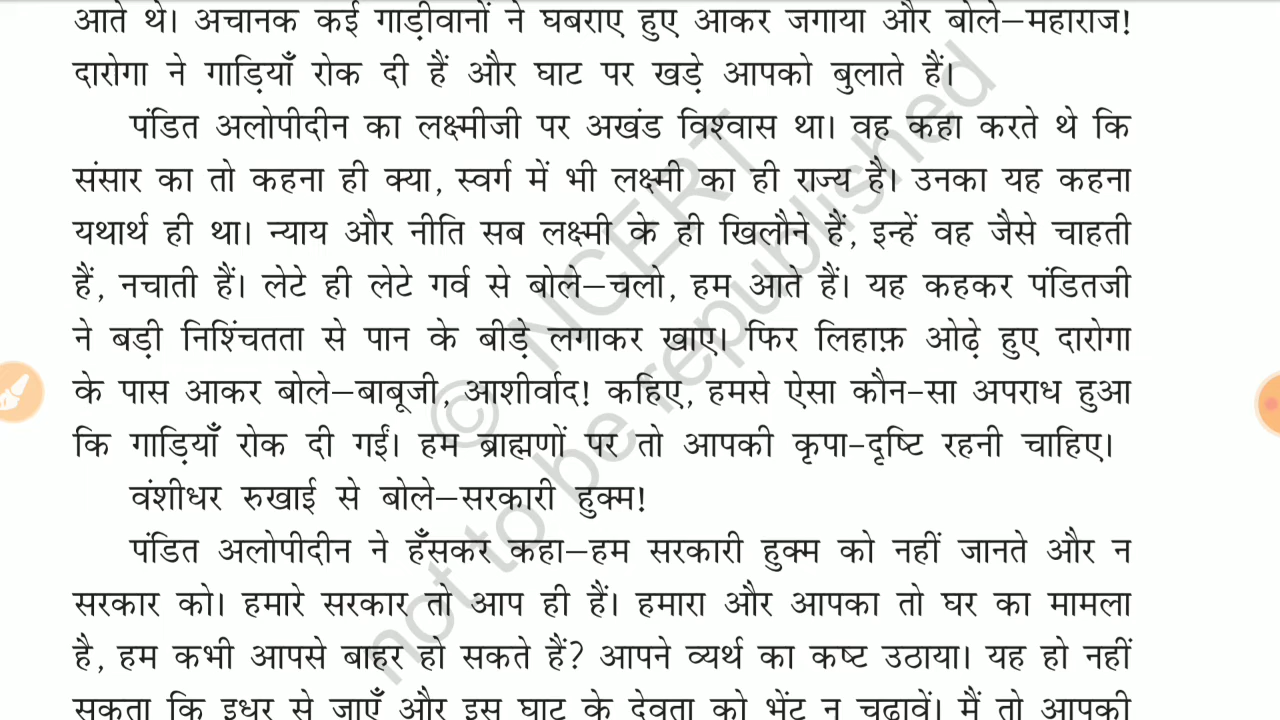 आते थे। अचानक कई गाड़ीवानों ने घबराए हुए आकर जगाया और बोले—महाराज!
दारोगा ने गाड़ियाँ रोक दी हैं और घाट पर खड़े आपको बुलाते हैं।
पंडित अलोपीदीन का लक्ष्मीजी पर अखंड विश्वास था। वह कहा करते थे कि
संसार का तो कहना ही क्या, स्वर्ग में भी लक्ष्मी का ही राज्य है। उनका यह कहना
यथार्थ ही था। न्याय और नीति सब लक्ष्मी के ही खिलौने हैं, इन्हें वह जैसे चाहती
हैं, नचाती हैं। लेटे ही लेटे गर्व से बोले—चलो, हम आते हैं। यह कहकर पंडितजी
ने बड़ी निश्चिंतता से पान के बीड़े लगाकर खाए। फिर लिहाफ़ ओढ़े हुए दारोगा
के पास आकर बोले—बाबूजी, आशीर्वाद! कहिए, हमसे ऐसा कौन-सा अपराध हुआ
कि गाड़ियाँ रोक दी गईं। हम ब्राह्मणों पर तो आपकी कृपा-दृष्टि रहनी चाहिए।
वंशीधर रुखाई से बोले—सरकारी हुक्म!
पंडित अलोपीदीन ने हँसकर कहा—हम सरकारी हुक्म को नहीं जानते और न
सरकार को। हमारे सरकार तो आप ही हैं। हमारा और आपका तो घर का मामला
है, हम कभी आपसे बाहर हो सकते हैं? आपने व्यर्थ का कष्ट उठाया। यह हो नहीं
सकता कि इधर से जाएँ और इस घाट के देवता को भेंट न चढ़ावें। मैं तो आपकी
© NCERT
not to be republished